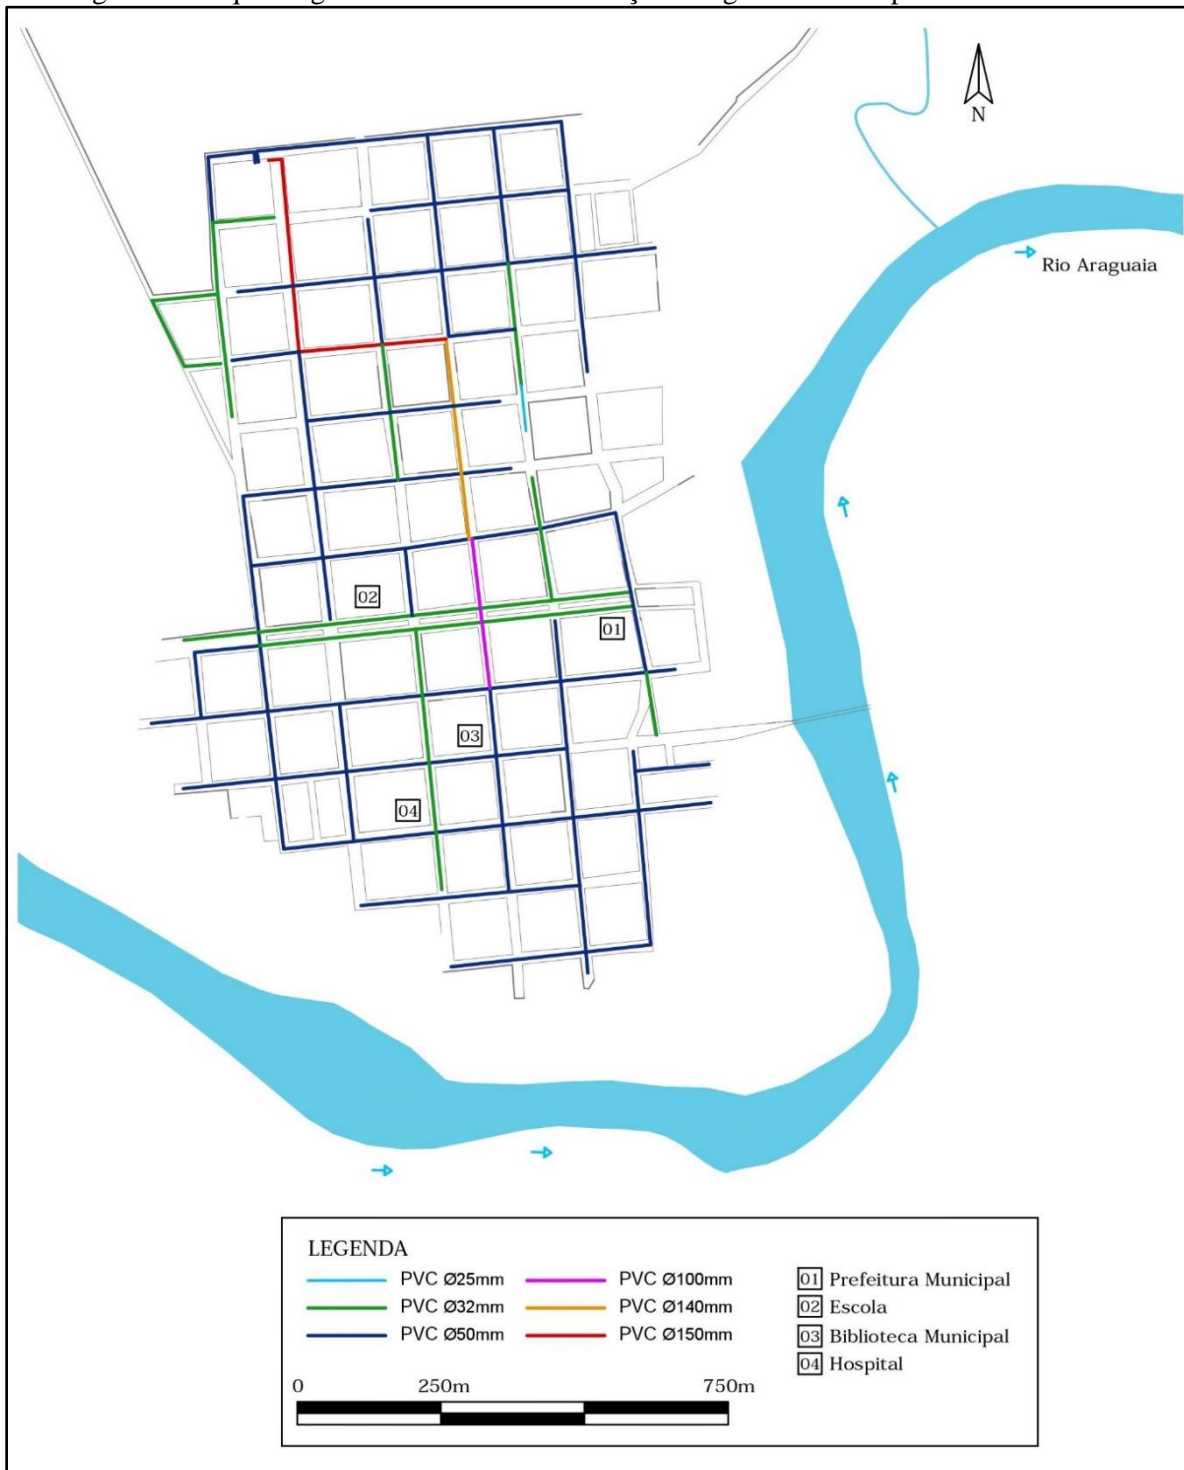 N
Rio Araguaia
02
01
03
04
LEGENDA
PVC Ø25mm
PVC Ø32mm
PVC Ø50mm
PVC Ø100mm
PVC Ø140mm
PVC Ø150mm
01 Prefeitura Municipal
02 Escola
03 Biblioteca Municipal
04 Hospital
0 250m 750m